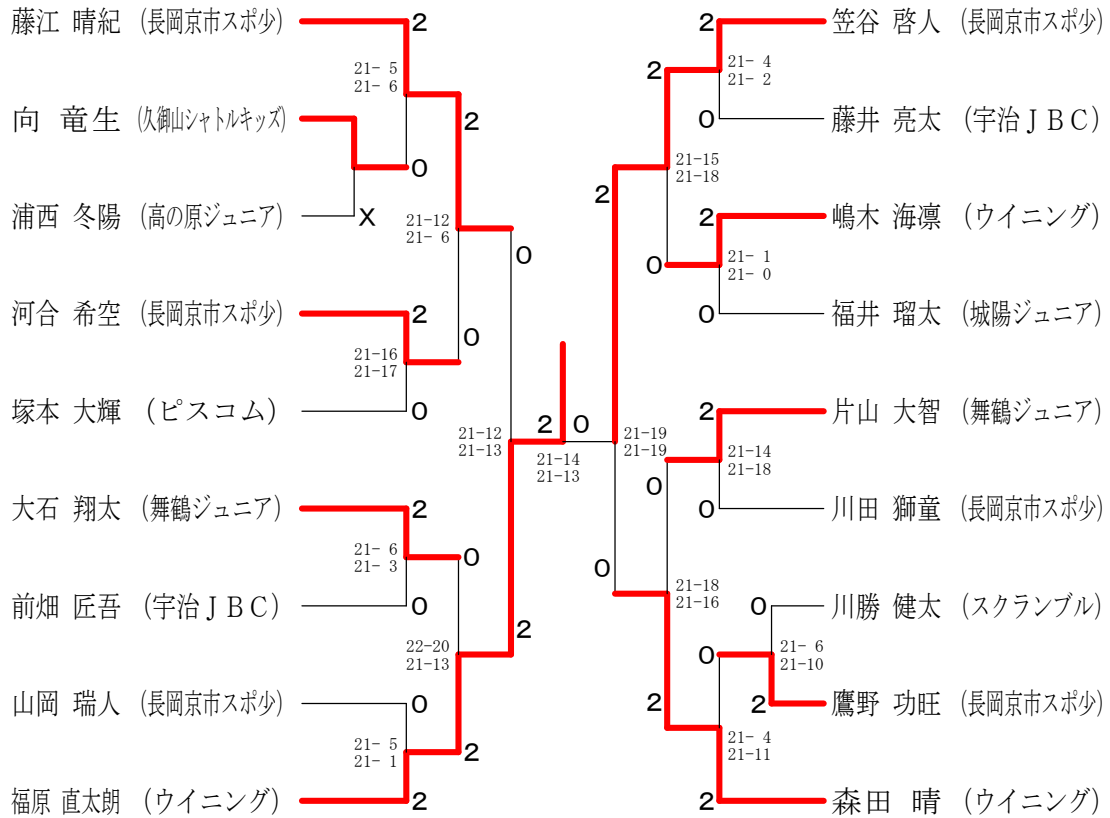 藤江 晴紀 (長岡京市スポ少) 2 2 笠谷 啓人 (長岡京市スポ少)
21- 5 2 21- 4
21- 6 21- 2
向 竜生 (久御山シャトルキッズ) 2 0 藤井 亮太 (宇治ＪＢＣ)
0 21-15
2 21-18
浦西 冬陽 (高の原ジュニア) X 21-12 2 嶋木 海凛 (ウイニング)
21- 6 0 0 21- 1
21- 0
河合 希空 (長岡京市スポ少) 2 0 0 福井 瑠太 (城陽ジュニア)
21-16
21-17
塚本 大輝 (ピスコム) 0 2 片山 大智 (舞鶴ジュニア)
21-12 2 0 21-19 21-14
21-13 21-14 21-19 21-18
21-13 0
大石 翔太 (舞鶴ジュニア) 2 0 川田 獅童 (長岡京市スポ少)
21- 6 0
21- 3 0 21-18
前畑 匠吾 (宇治ＪＢＣ) 0 21-16 0 川勝 健太 (スクランブル)
2
22-20 0 21- 6
21-13 21-10
山岡 瑞人 (長岡京市スポ少) 0 2 2 鷹野 功旺 (長岡京市スポ少)
21- 5 2 21- 4
21- 1 21-11
福原 直太朗 (ウイニング) 2 2 森田 晴 (ウイニング)